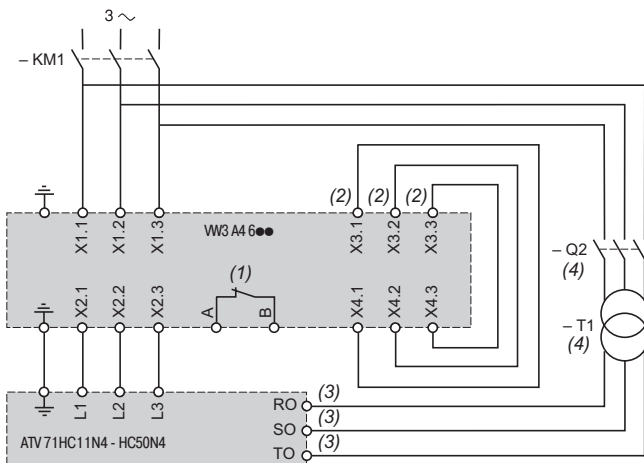 3 ~
– KM1
(2) (2) (2)
X1.1 X1.2 X1.3 VW3 A4 6●● X3.1 X3.2 X3.3
– Q2
(4)
(1)
X2.1 X2.2 X2.3 A B X4.1 X4.2 X4.3
– T1
(4)
(3)
L1 L2 L3 RO
(3)
SO
(3)
ATV 71HC11N4 - HC50N4 TO